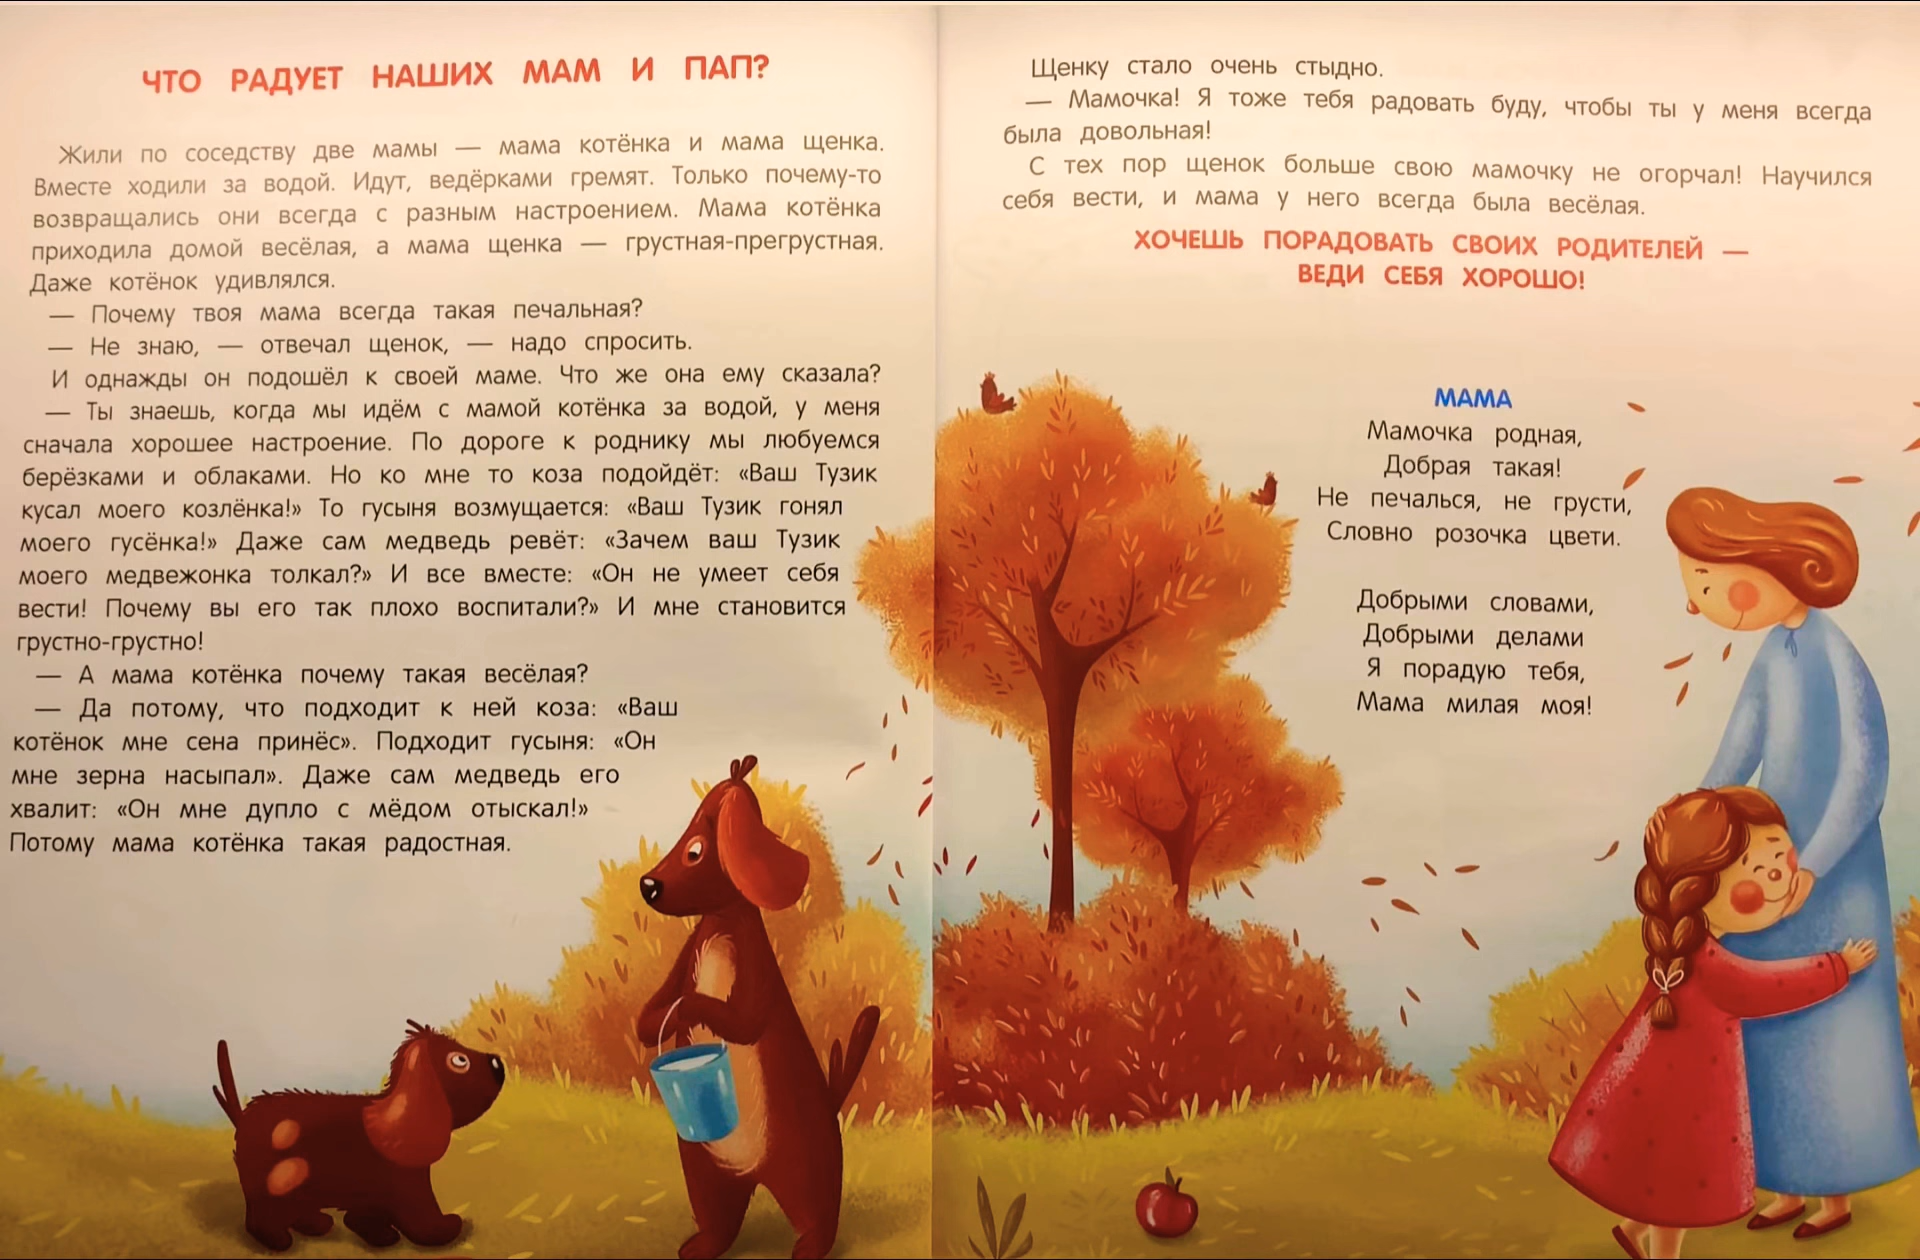 ЧТО РАДУЕТ НАШИХ МАМ И ПАП?
Жили по соседству две мамы — мама котёнка и мама щенка.
Вместе ходили за водой. Идут, ведёрками гремят. Только почему-то
возвращались они всегда с разным настроением. Мама котёнка
приходила домой весёлая, а мама щенка — грустная-прегрустная.
Даже котёнок удивлялся.
— Почему твоя мама всегда такая печальная?
— Не знаю, — отвечал щенок, — надо спросить.
И однажды он подошёл к своей маме. Что же она ему сказала?
— Ты знаешь, когда мы идём с мамой котёнка за водой, у меня
сначала хорошее настроение. По дороге к роднику мы любуемся
берёзками и облаками. Но ко мне то коза подойдёт: «Ваш Тузик
кусал моего козлёнка!» То гусыня возмущается: «Ваш Тузик гонял
моего гусёнка!» Даже сам медведь ревёт: «Зачем ваш Тузик
моего медвежонка толкал?» И все вместе: «Он не умеет себя
вести! Почему вы его так плохо воспитали?» И мне становится
грустно-грустно!
— А мама котёнка почему такая весёлая?
— Да потому, что подходит к ней коза: «Ваш
котёнок мне сена принёс». Подходит гусыня: «Он
мне зерна насыпал». Даже сам медведь его
хвалит: «Он мне дупло с мёдом отыскал!»
Потому мама котёнка такая радостная.
Щенку стало очень стыдно.
— Мамочка! Я тоже тебя радовать буду, чтобы ты у меня всегда
была довольная!
С тех пор щенок больше свою мамочку не огорчал! Научился
себя вести, и мама у него всегда была весёлая.
ХОЧЕШЬ ПОРАДОВАТЬ СВОИХ РОДИТЕЛЕЙ —
ВЕДИ СЕБЯ ХОРОШО!
МАМА
Мамочка родная,
Добрая такая!
Не печалься, не грусти,
Словно розочка цвети.
Добрыми словами,
Добрыми делами
Я порадую тебя,
Мама милая моя!